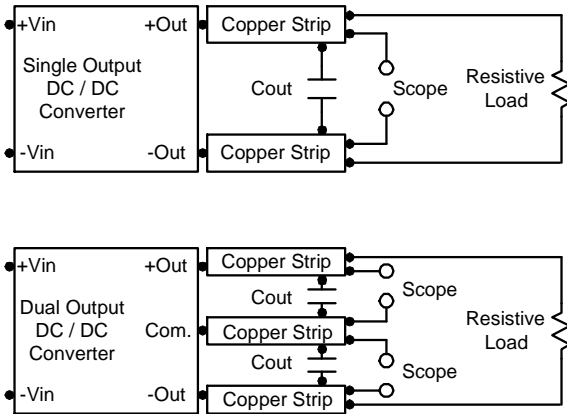 +Vin
+Out
Copper Strip
Single Output
DC / DC
Converter
Cout
Scope
Resistive
Load
-Vin
-Out
Copper Strip
+Vin
+Out
Copper Strip
Cout
Scope
Dual Output
DC / DC
Converter
Com.
Copper Strip
Resistive
Load
Cout
Scope
-Vin
-Out
Copper Strip